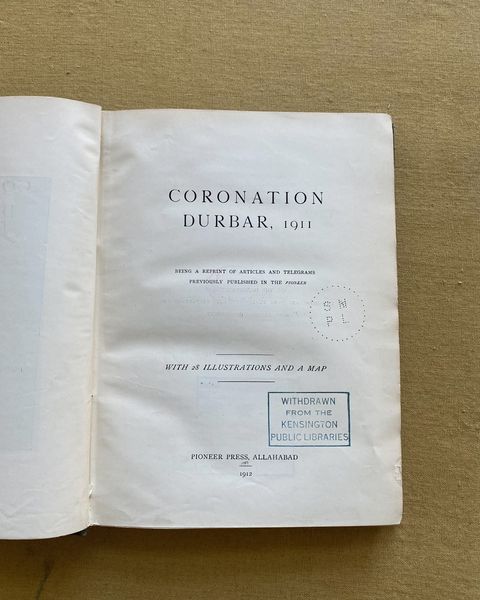 CORONATION
DURBAR, 1911
BEING A REPRINT OF ARTICLES AND TELEGRAMS
PREVIOUSLY PUBLISHED IN THE PIONEER
S N
P L
WITH 28 ILLUSTRATIONS AND A MAP
WITHDRAWN
FROM THE
KENSINGTON
PUBLIC LIBRARIES
PIONEER PRESS, ALLAHABAD
1912